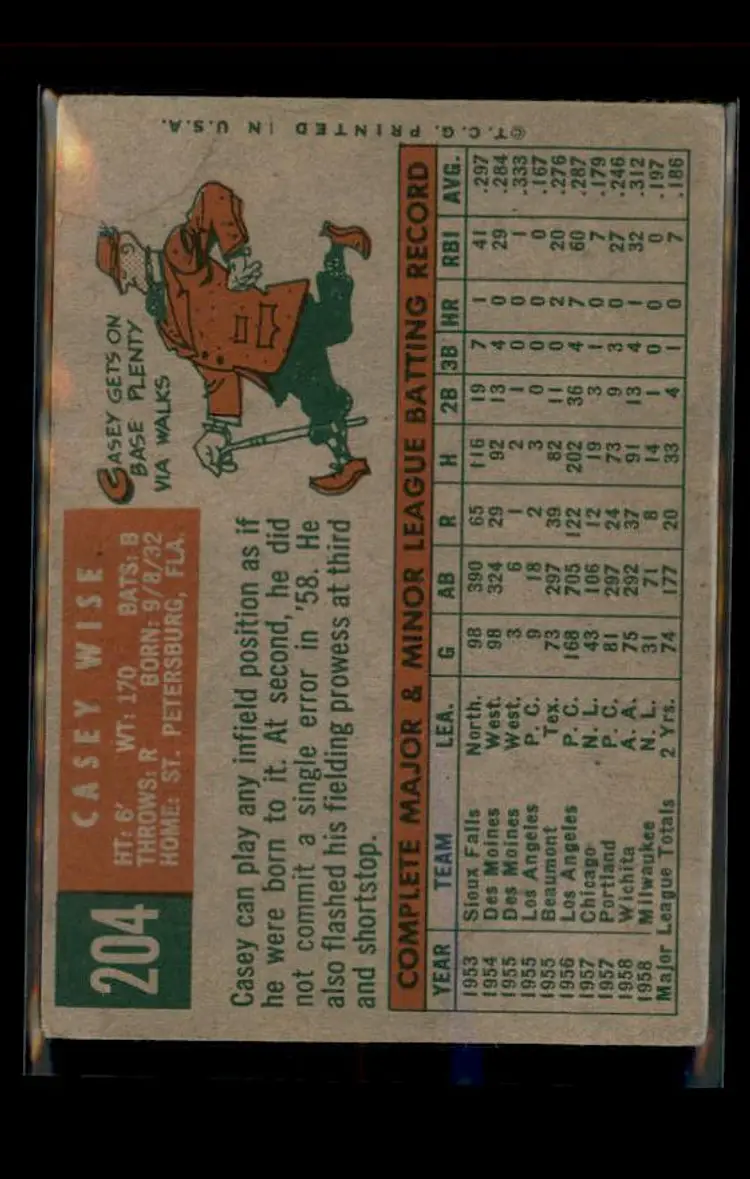 204
CASEY WISE
HT: 6' WT: 170 BATS: B
THROWS: R BORN: 9/8/32
HOME: ST. PETERSBURG, FLA.
CASEY GETS ON
BASE PLENTY
VIA WALKS
Casey can play any infield position as if
he were born to it. At second, he did
not commit a single error in '58. He
also flashed his fielding prowess at third
and shortstop.
COMPLETE MAJOR & MINOR LEAGUE BATTING RECORD
YEAR TEAM LEA. G AB R H 2B 3B HR RBI AVG.
1953 Sioux Falls North. 98 390 65 116 19 7 1 41 .297
1954 Des Moines West. 98 324 29 92 13 4 0 29 .284
1955 Des Moines West. 3 6 1 2 1 0 0 1 .333
1955 Los Angeles P. C. 9 18 2 3 0 0 0 0 .167
1955 Beaumont Tex. 73 297 39 82 11 0 2 20 .276
1956 Los Angeles P. C. 168 705 122 202 36 4 7 60 .287
1957 Chicago N. L. 43 106 12 19 3 1 0 7 .179
1957 Portland P. C. 81 297 24 73 9 3 0 27 .246
1958 Wichita A. A. 75 292 37 91 13 4 1 32 .312
1958 Milwaukee N. L. 31 71 8 14 1 0 0 0 .197
Major League Totals 2 Yrs. 74 177 20 33 4 1 0 7 .186
©T.C.G. PRINTED IN U.S.A.